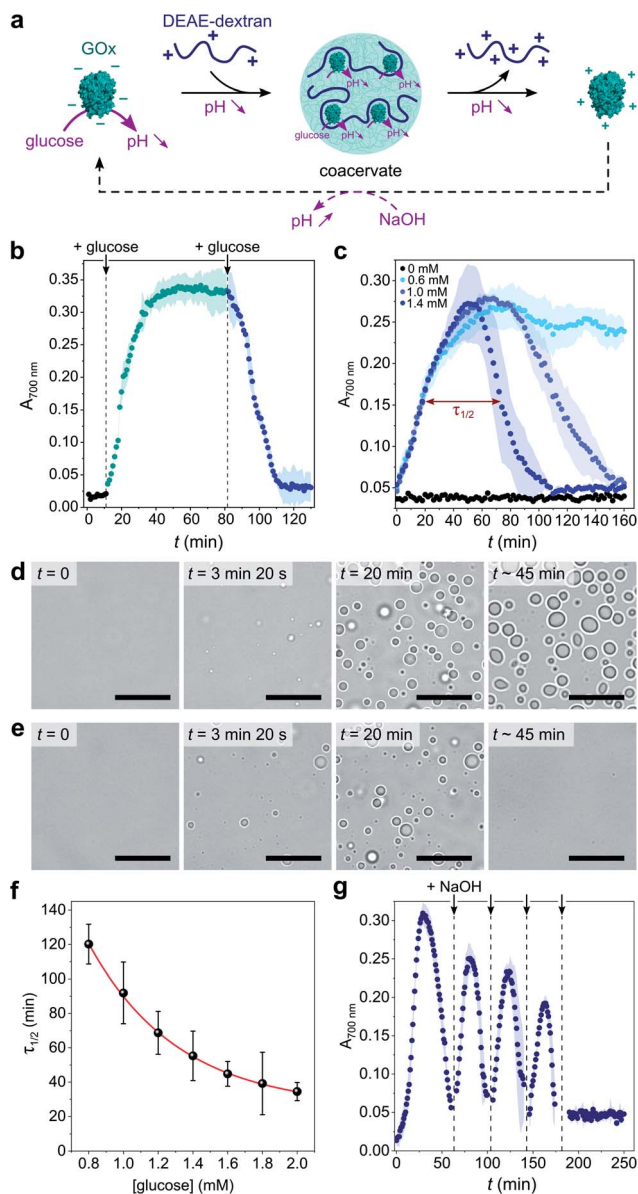 a
DEAE-dextran
GOx
glucose
pH
pH
glucose
pH
pH
pH
pH
coacervate
pH
pH
NaOH
b
+ glucose
+ glucose
A700 nm
0.35
0.30
0.25
0.20
0.15
0.10
0.05
0.00
0 20 40 60 80 100 120
t (min)
c
0 mM
0.6 mM
1.0 mM
1.4 mM
A700 nm
0.25
0.20
0.15
0.10
0.05
τ1/2
0 20 40 60 80 100 120 140 160
t (min)
d
t = 0
t = 3 min 20 s
t = 20 min
t ~ 45 min
e
t = 0
t = 3 min 20 s
t = 20 min
t ~ 45 min
f
τ1/2 (min)
140
120
100
80
60
40
20
0
0.8 1.0 1.2 1.4 1.6 1.8 2.0
[glucose] (mM)
g
+ NaOH
A700 nm
0.30
0.25
0.20
0.15
0.10
0.05
0.00
0 50 100 150 200 250
t (min)